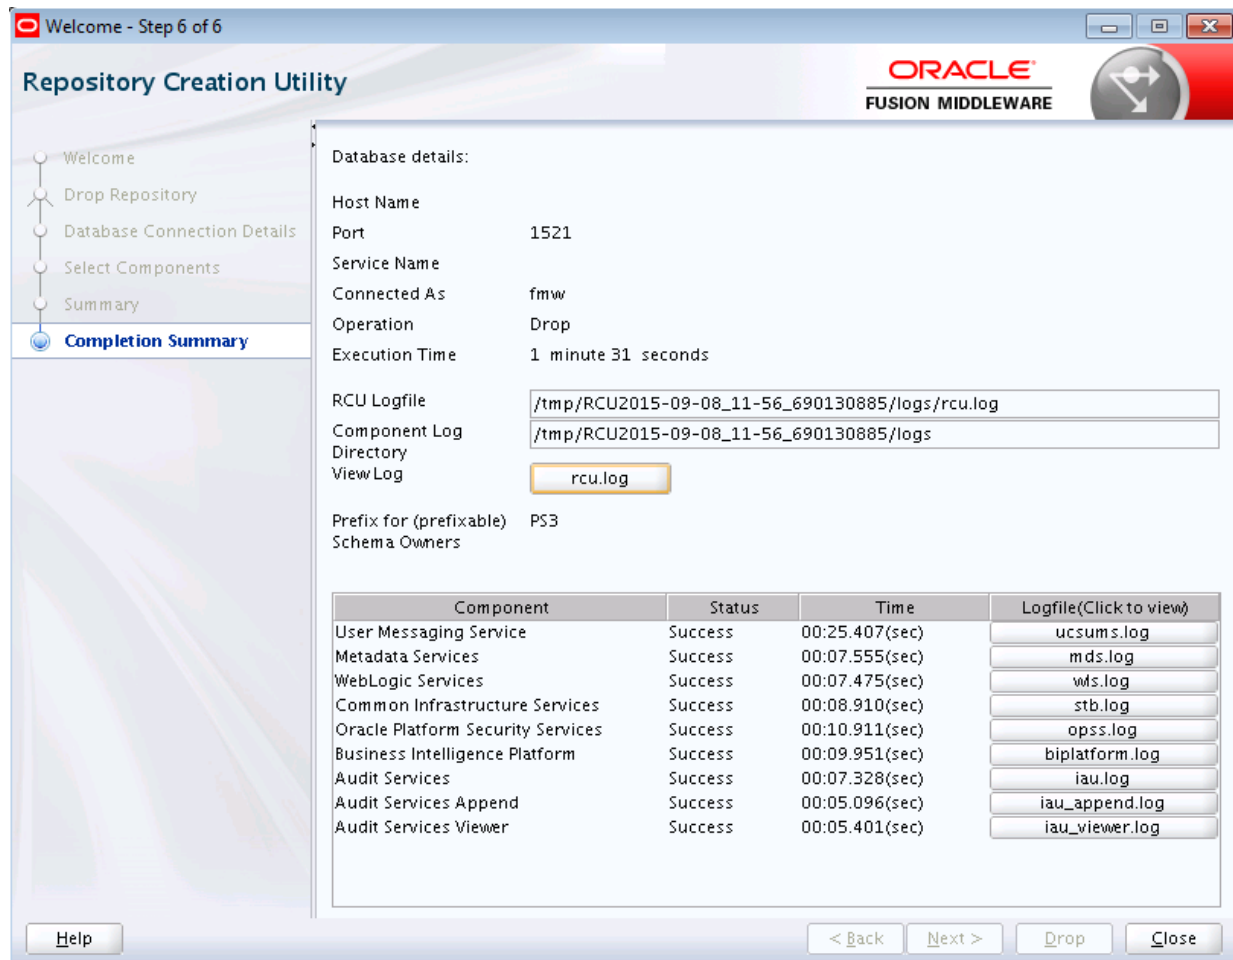 Welcome - Step 6 of 6
Repository Creation Utility
ORACLE
FUSION MIDDLEWARE
Welcome
Drop Repository
Database Connection Details
Select Components
Summary
Completion Summary
Database details:
Host Name
Port 1521
Service Name
Connected As fmw
Operation Drop
Execution Time 1 minute 31 seconds
RCU Logfile /tmp/RCU2015-09-08_11-56_690130885/logs/rcu.log
Component Log /tmp/RCU2015-09-08_11-56_690130885/logs
Directory
View Log rcu.log
Prefix for (prefixable) PS3
Schema Owners
Component Status Time Logfile(Click to view)
User Messaging Service Success 00:25.407(sec) ucsums.log
Metadata Services Success 00:07.555(sec) mds.log
WebLogic Services Success 00:07.475(sec) wls.log
Common Infrastructure Services Success 00:08.910(sec) stb.log
Oracle Platform Security Services Success 00:10.911(sec) opss.log
Business Intelligence Platform Success 00:09.951(sec) biplatform.log
Audit Services Success 00:07.328(sec) iau.log
Audit Services Append Success 00:05.096(sec) iau_append.log
Audit Services Viewer Success 00:05.401(sec) iau_viewer.log
Help < Back Next > Drop Close